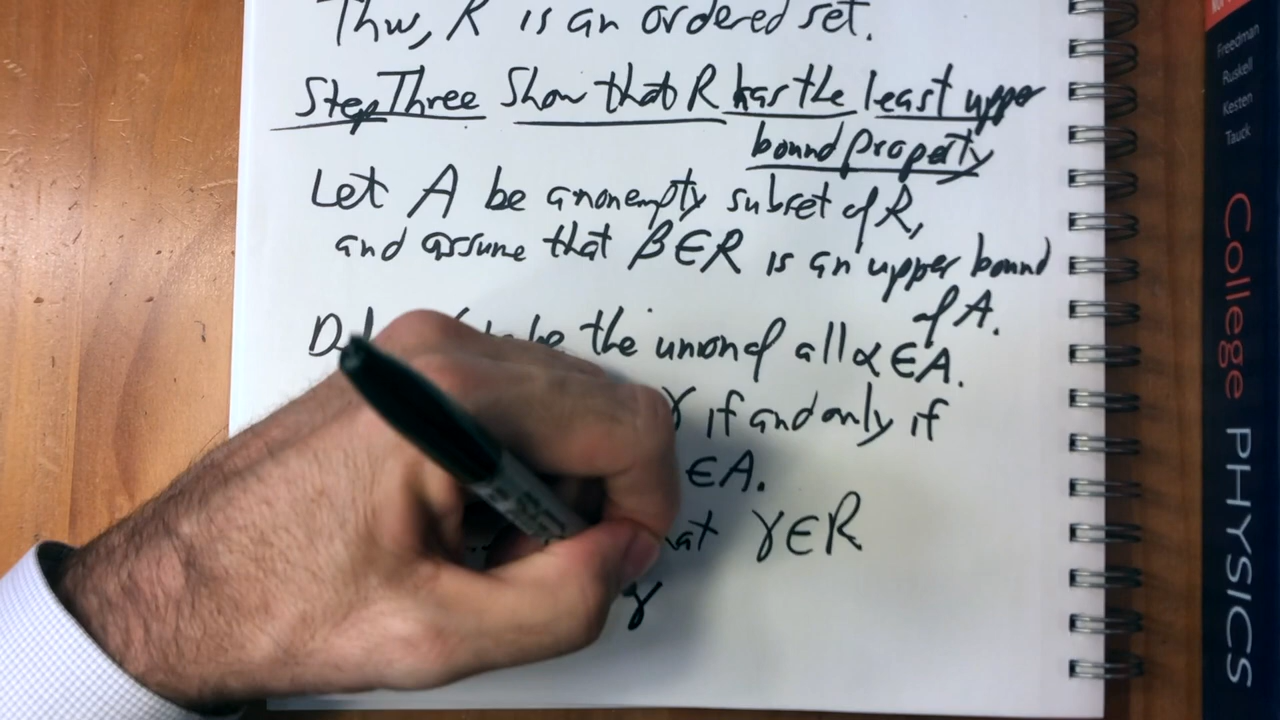 Thus, R is an ordered set.
Step Three Show that R has the least upper
bound property
Let A be a nonempty subset of R,
and assume that β∈R is an upper bound
of A.
be the union of all α∈A.
γ if and only if
∈A.
γ∈R
γ
Freedman
Ruskell
Kesten
Tauck
College PHYSICS